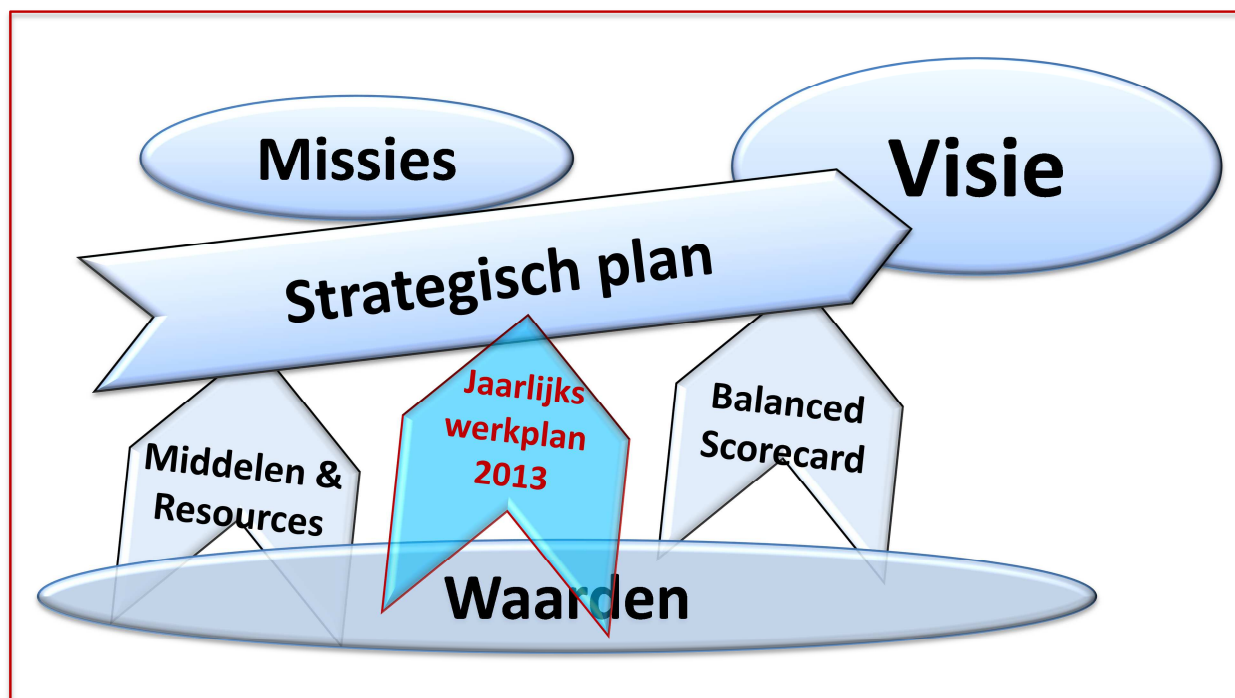 Missies
Visie
Strategisch plan
Jaarlijks
werkplan
2013
Balanced
Scorecard
Middelen &
Resources
Waarden